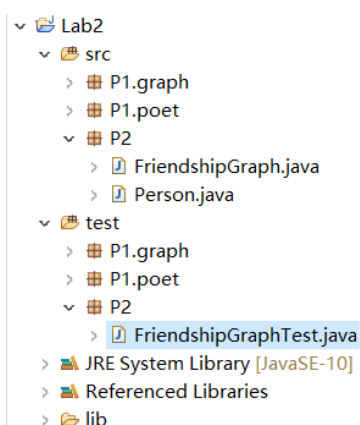 Lab2
src
P1.graph
P1.poet
P2
FriendshipGraph.java
Person.java
test
P1.graph
P1.poet
P2
FriendshipGraphTest.java
JRE System Library [JavaSE-10]
Referenced Libraries
lib